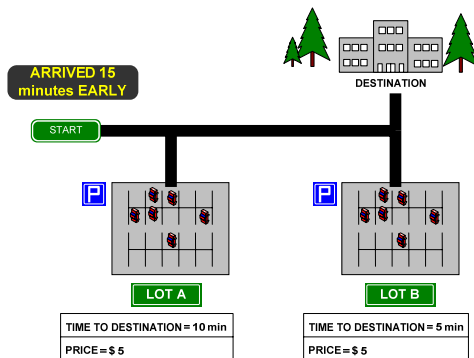 ARRIVED 15
minutes EARLY
DESTINATION
START
P
P
LOT A
LOT B
TIME TO DESTINATION = 10 min
PRICE = $ 5
TIME TO DESTINATION = 5 min
PRICE = $ 5